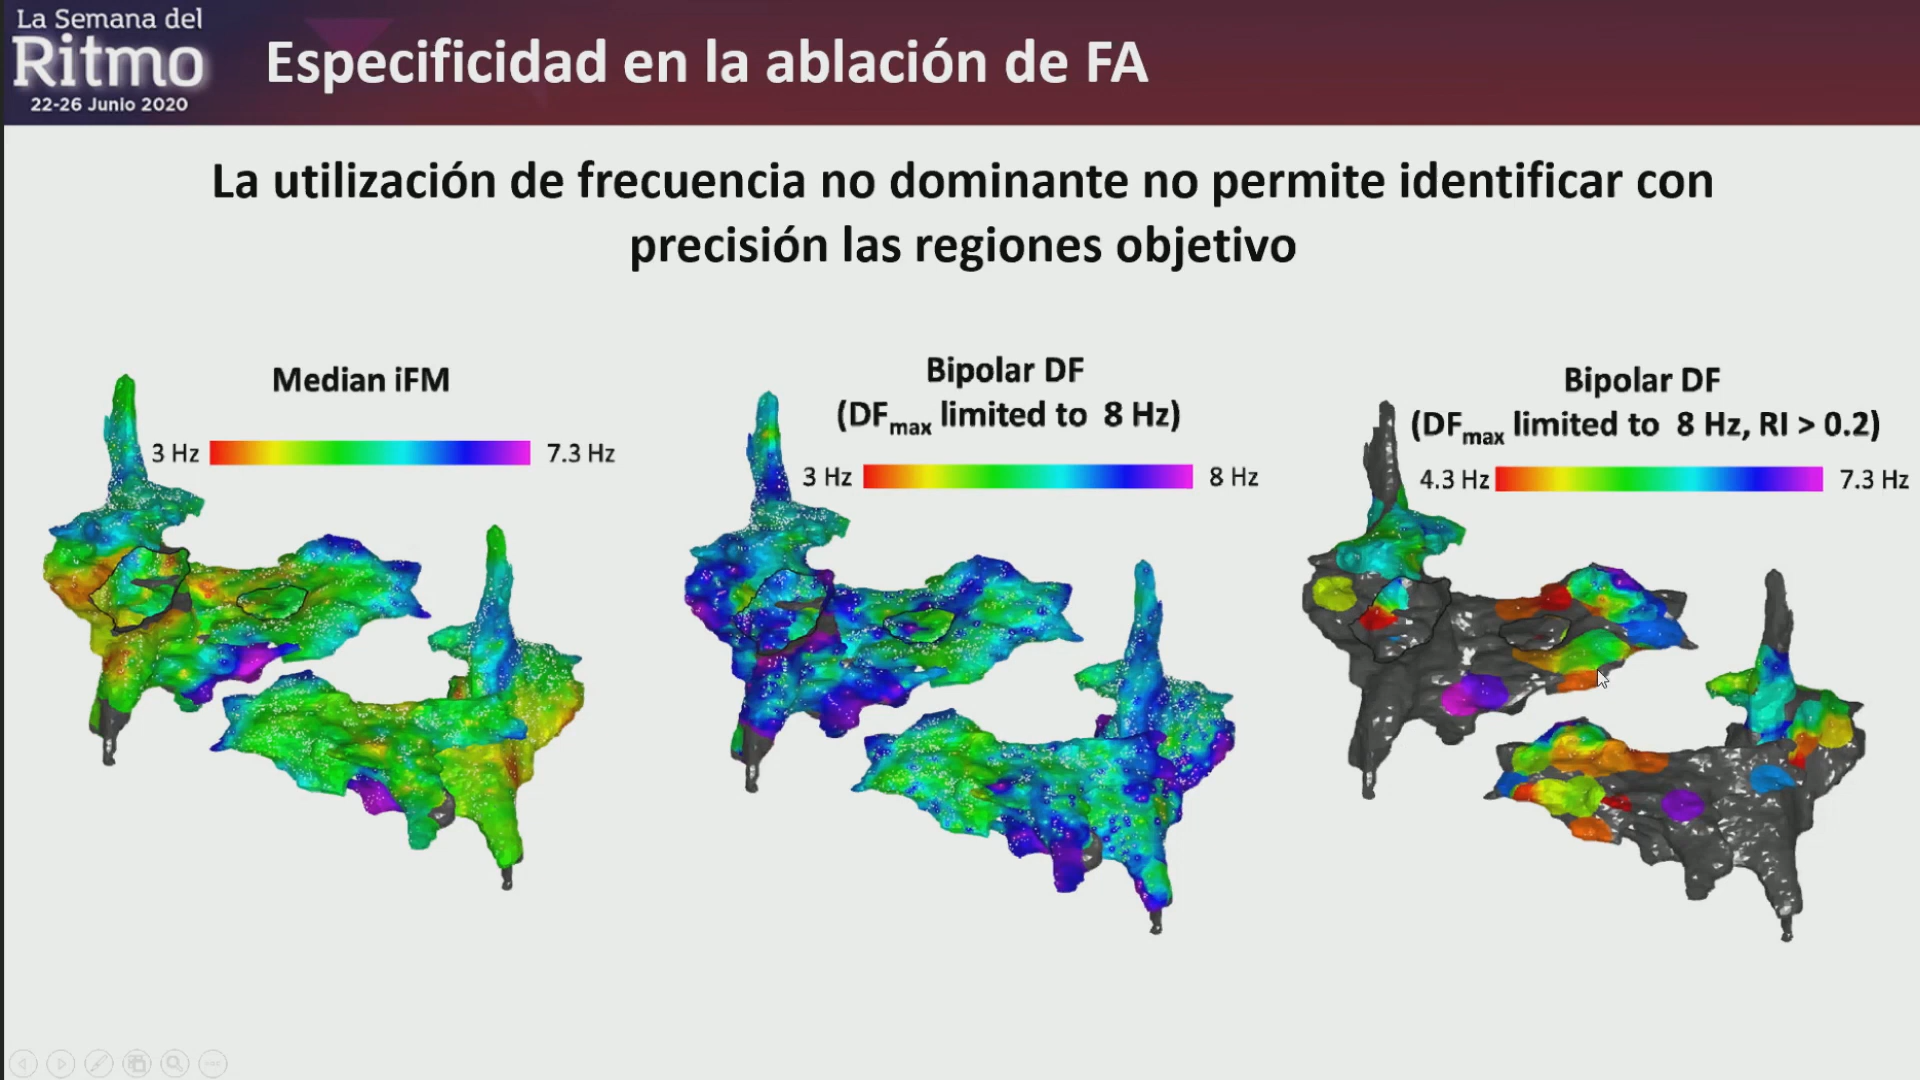 La Semana del
Ritmo
22-26 Junio 2020
Especificidad en la ablación de FA
La utilización de frecuencia no dominante no permite identificar con
precisión las regiones objetivo
Median iFM
3 Hz
7.3 Hz
Bipolar DF
(DFmax limited to 8 Hz)
3 Hz
8 Hz
Bipolar DF
(DFmax limited to 8 Hz, RI > 0.2)
4.3 Hz
7.3 Hz